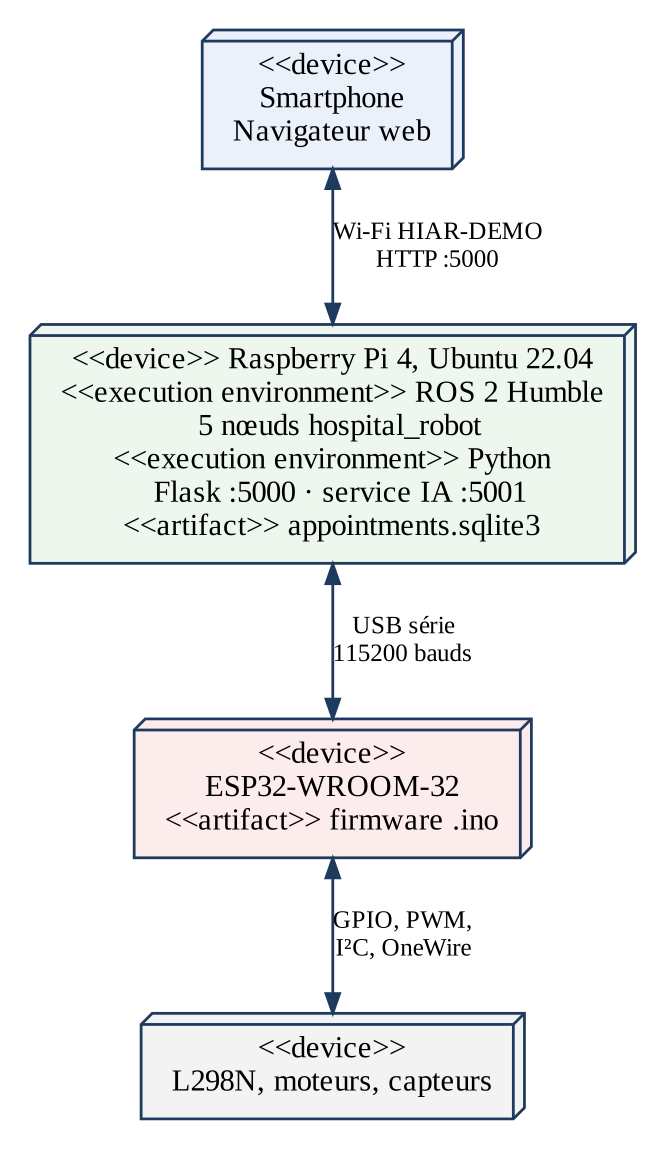 <<device>>
Smartphone
Navigateur web
Wi-Fi HIAR-DEMO
HTTP :5000
<<device>> Raspberry Pi 4, Ubuntu 22.04
<<execution environment>> ROS 2 Humble
5 nœuds hospital_robot
<<execution environment>> Python
Flask :5000 · service IA :5001
<<artifact>> appointments.sqlite3
USB série
115200 bauds
<<device>>
ESP32-WROOM-32
<<artifact>> firmware .ino
GPIO, PWM,
I²C, OneWire
<<device>>
L298N, moteurs, capteurs